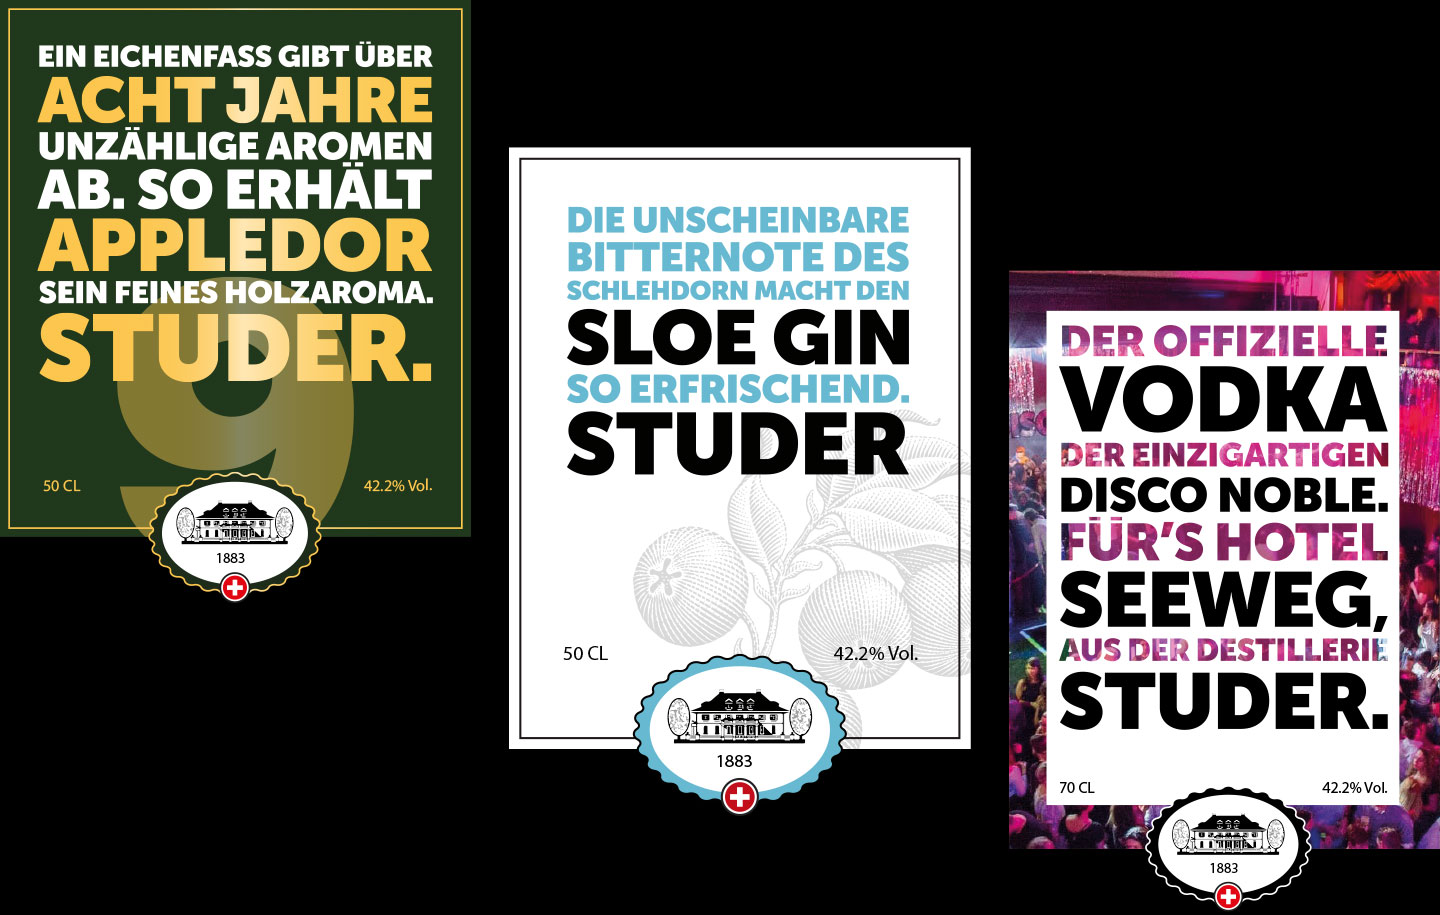 EIN EICHENFASS GIBT ÜBER
ACHT JAHRE
UNZÄHLIGE AROMEN
AB. SO ERHÄLT
APPLEDOR
SEIN FEINES HOLZAROMA.
STUDER.
9
50 CL
42.2% Vol.
1883
DIE UNSCHEINBARE
BITTERNOTE DES
SCHLEHDORN MACHT DEN
SLOE GIN
SO ERFRISCHEND.
STUDER
50 CL
42.2% Vol.
1883
DER OFFIZIELLE
VODKA
DER EINZIGARTIGEN
DISCO NOBLE.
FÜR'S HOTEL
SEEWEG,
AUS DER DESTILLERIE
STUDER.
70 CL
42.2% Vol.
1883